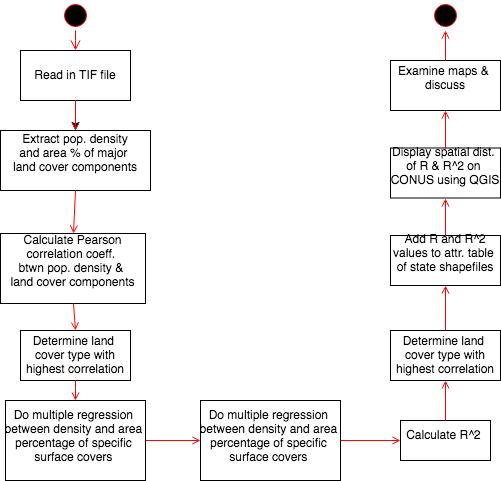 Read in TIF file
Extract pop. density
and area % of major
land cover components
Calculate Pearson
correlation coeff.
btwn pop. density &
land cover components
Determine land
cover type with
highest correlation
Do multiple regression
between density and area
percentage of specific
surface covers
Do multiple regression
between density and area
percentage of specific
surface covers
Calculate R^2
Determine land
cover type with
highest correlation
Add R and R^2
values to attr. table
of state shapefiles
Display spatial dist.
of R & R^2 on
CONUS using QGIS
Examine maps &
discuss